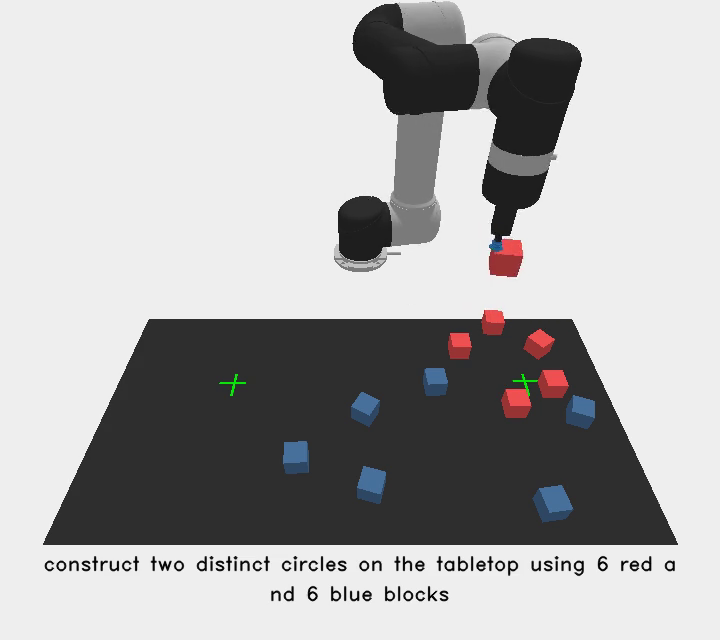 construct two distinct circles on the tabletop using 6 red a
nd 6 blue blocks